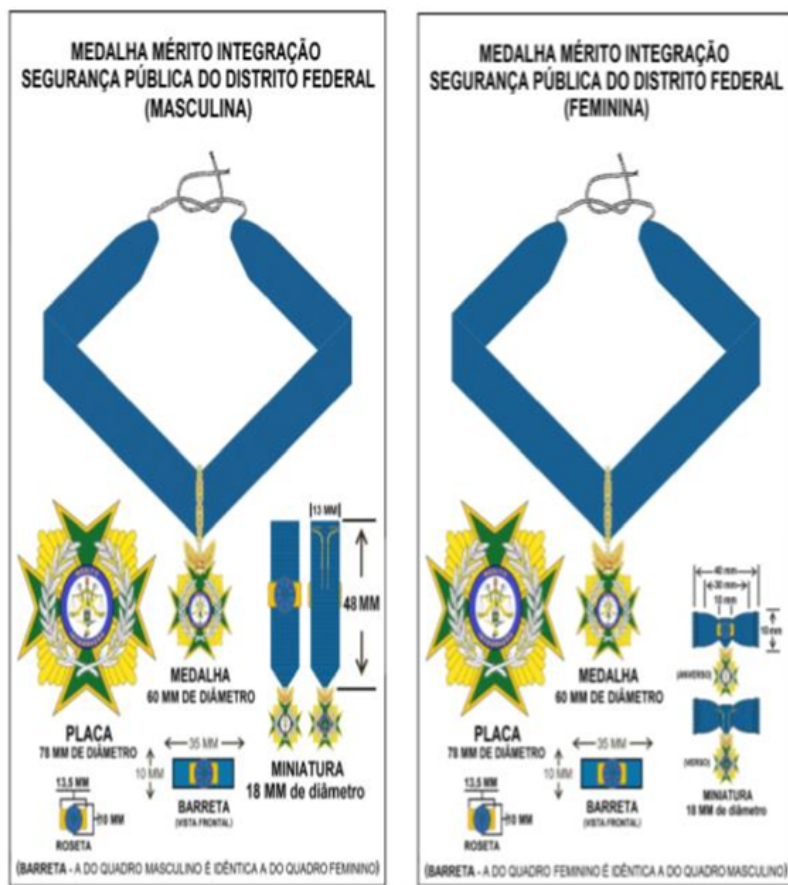 MEDALHA MÉRITO INTEGRAÇÃO
SEGURANÇA PÚBLICA DO DISTRITO FEDERAL
(MASCULINA)
13 MM
48 MM
MEDALHA
60 MM DE DIÂMETRO
PLACA
78 MM DE DIÂMETRO
35 MM
10 MM
MINIATURA
18 MM de diâmetro
13,5 MM
10 MM
BARRETA
(VISTA FRONTAL)
ROSETA
(BARRETA - A DO QUADRO MASCULINO É IDÊNTICA A DO QUADRO FEMININO)
MEDALHA MÉRITO INTEGRAÇÃO
SEGURANÇA PÚBLICA DO DISTRITO FEDERAL
(FEMININA)
40 mm
30 mm
10 mm
10 mm
(ANVERSO)
MEDALHA
60 MM DE DIÂMETRO
PLACA
78 MM DE DIÂMETRO
(VERSO)
35 MM
10 MM
MINIATURA
18 MM de diâmetro
13,5 MM
10 MM
BARRETA
(VISTA FRONTAL)
ROSETA
(BARRETA - A DO QUADRO FEMININO É IDÊNTICA A DO QUADRO MASCULINO)